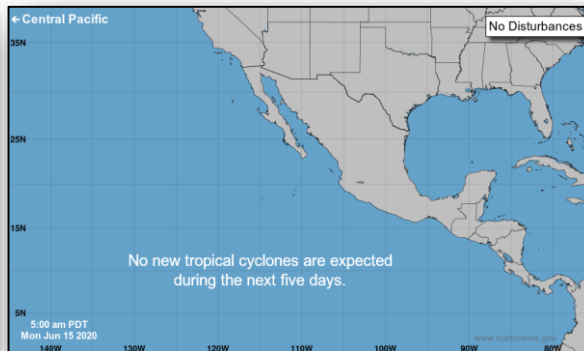 ← Central Pacific
No Disturbances
35N
25N
15N
No new tropical cyclones are expected
during the next five days.
5N
5:00 am PDT
Mon Jun 15 2020
www.hurricanes.gov
140W
130W
120W
110W
100W
90W
80W